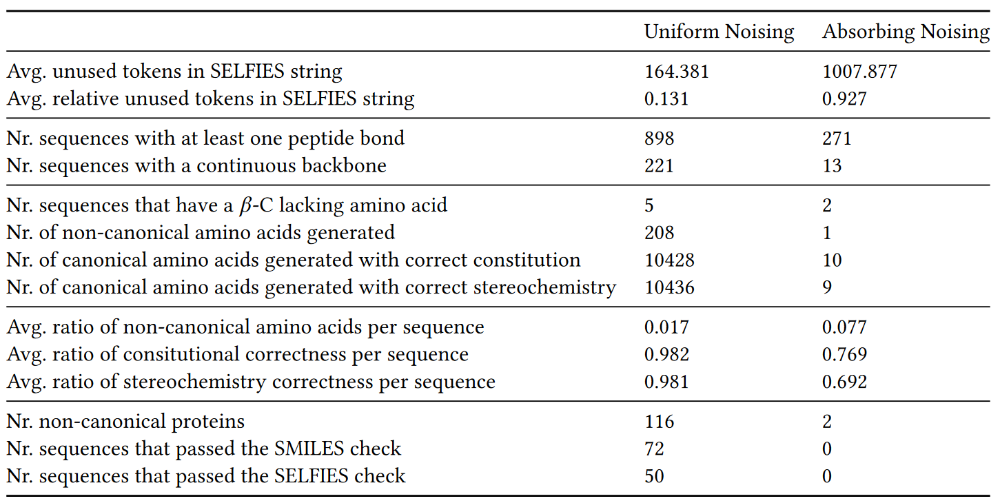 Uniform Noising Absorbing Noising
Avg. unused tokens in SELFIES string 164.381 1007.877
Avg. relative unused tokens in SELFIES string 0.131 0.927
Nr. sequences with at least one peptide bond 898 271
Nr. sequences with a continuous backbone 221 13
Nr. sequences that have a β-C lacking amino acid 5 2
Nr. of non-canonical amino acids generated 208 1
Nr. of canonical amino acids generated with correct constitution 10428 10
Nr. of canonical amino acids generated with correct stereochemistry 10436 9
Avg. ratio of non-canonical amino acids per sequence 0.017 0.077
Avg. ratio of consitutional correctness per sequence 0.982 0.769
Avg. ratio of stereochemistry correctness per sequence 0.981 0.692
Nr. non-canonical proteins 116 2
Nr. sequences that passed the SMILES check 72 0
Nr. sequences that passed the SELFIES check 50 0